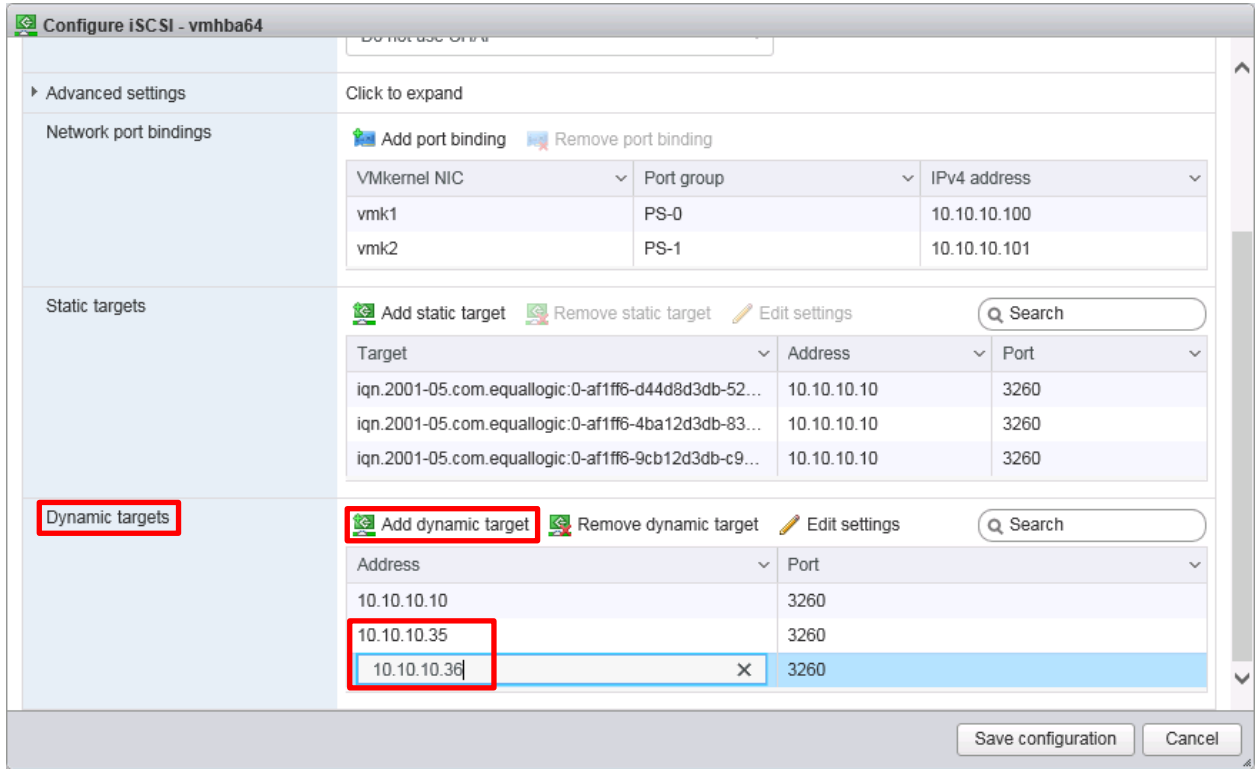 Configure iSCSI - vmhba64
Do not use CHAP
Advanced settings Click to expand
Network port bindings Add port binding Remove port binding
VMkernel NIC Port group IPv4 address
vmk1 PS-0 10.10.10.100
vmk2 PS-1 10.10.10.101
Static targets Add static target Remove static target Edit settings Search
Target Address Port
iqn.2001-05.com.equallogic:0-af1ff6-d44d8d3db-52... 10.10.10.10 3260
iqn.2001-05.com.equallogic:0-af1ff6-4ba12d3db-83... 10.10.10.10 3260
iqn.2001-05.com.equallogic:0-af1ff6-9cb12d3db-c9... 10.10.10.10 3260
Dynamic targets Add dynamic target Remove dynamic target Edit settings Search
Address Port
10.10.10.10 3260
10.10.10.35 3260
10.10.10.36 3260
Save configuration Cancel